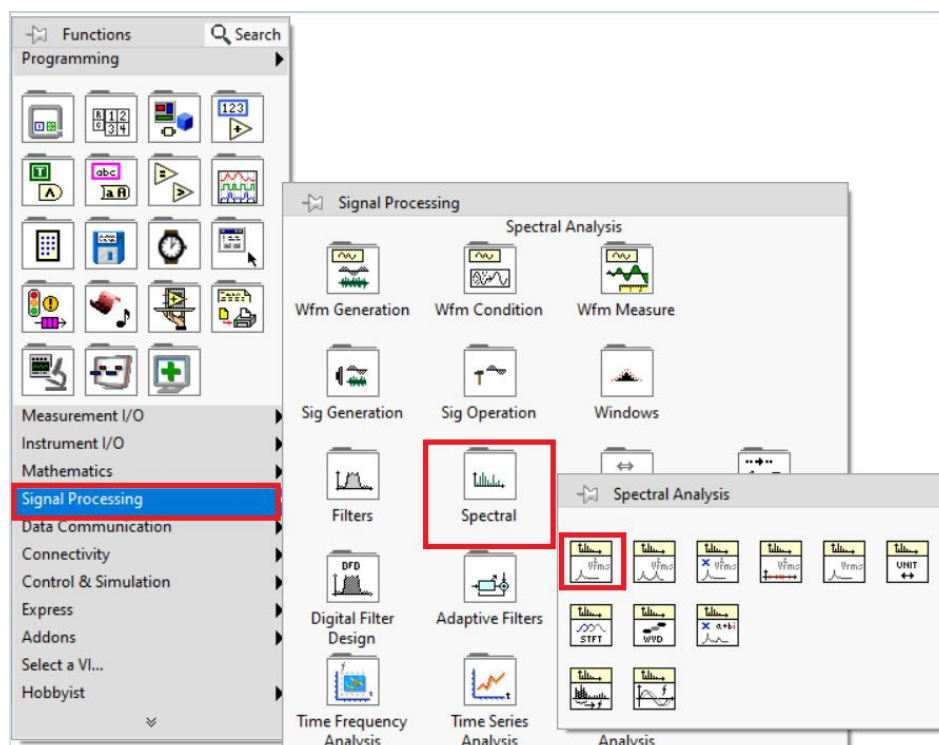 Functions
Search
Programming
123
abc
Measurement I/O
Instrument I/O
Mathematics
Signal Processing
Data Communication
Connectivity
Control & Simulation
Express
Addons
Select a VI...
Hobbyist
Signal Processing
Spectral Analysis
Wfm Generation
Wfm Condition
Wfm Measure
Sig Generation
Sig Operation
Windows
Filters
Spectral
DFD
Digital Filter
Design
Adaptive Filters
Time Frequency
Analysis
Time Series
Analysis
Analysis
Spectral Analysis
UNIT
STFT
WVD
a+bi